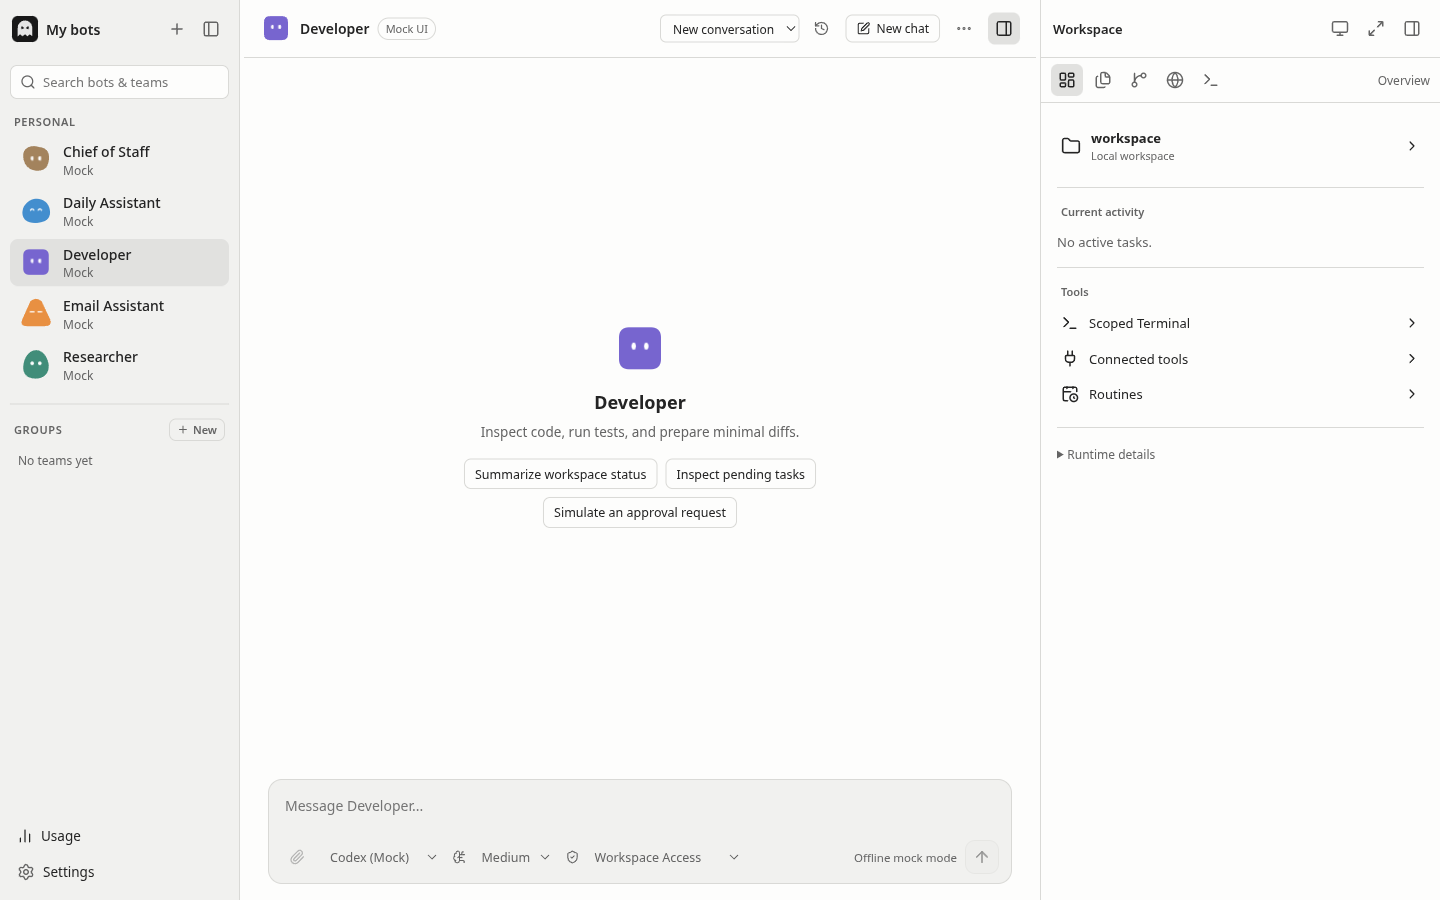 My bots
Search bots & teams
PERSONAL
Chief of Staff
Mock
Daily Assistant
Mock
Developer
Mock
Email Assistant
Mock
Researcher
Mock
GROUPS
New
No teams yet
Usage
Settings
Developer
Mock UI
New conversation
New chat
Developer
Inspect code, run tests, and prepare minimal diffs.
Summarize workspace status
Inspect pending tasks
Simulate an approval request
Message Developer...
Codex (Mock)
Medium
Workspace Access
Offline mock mode
Workspace
Overview
workspace
Local workspace
Current activity
No active tasks.
Tools
Scoped Terminal
Connected tools
Routines
Runtime details